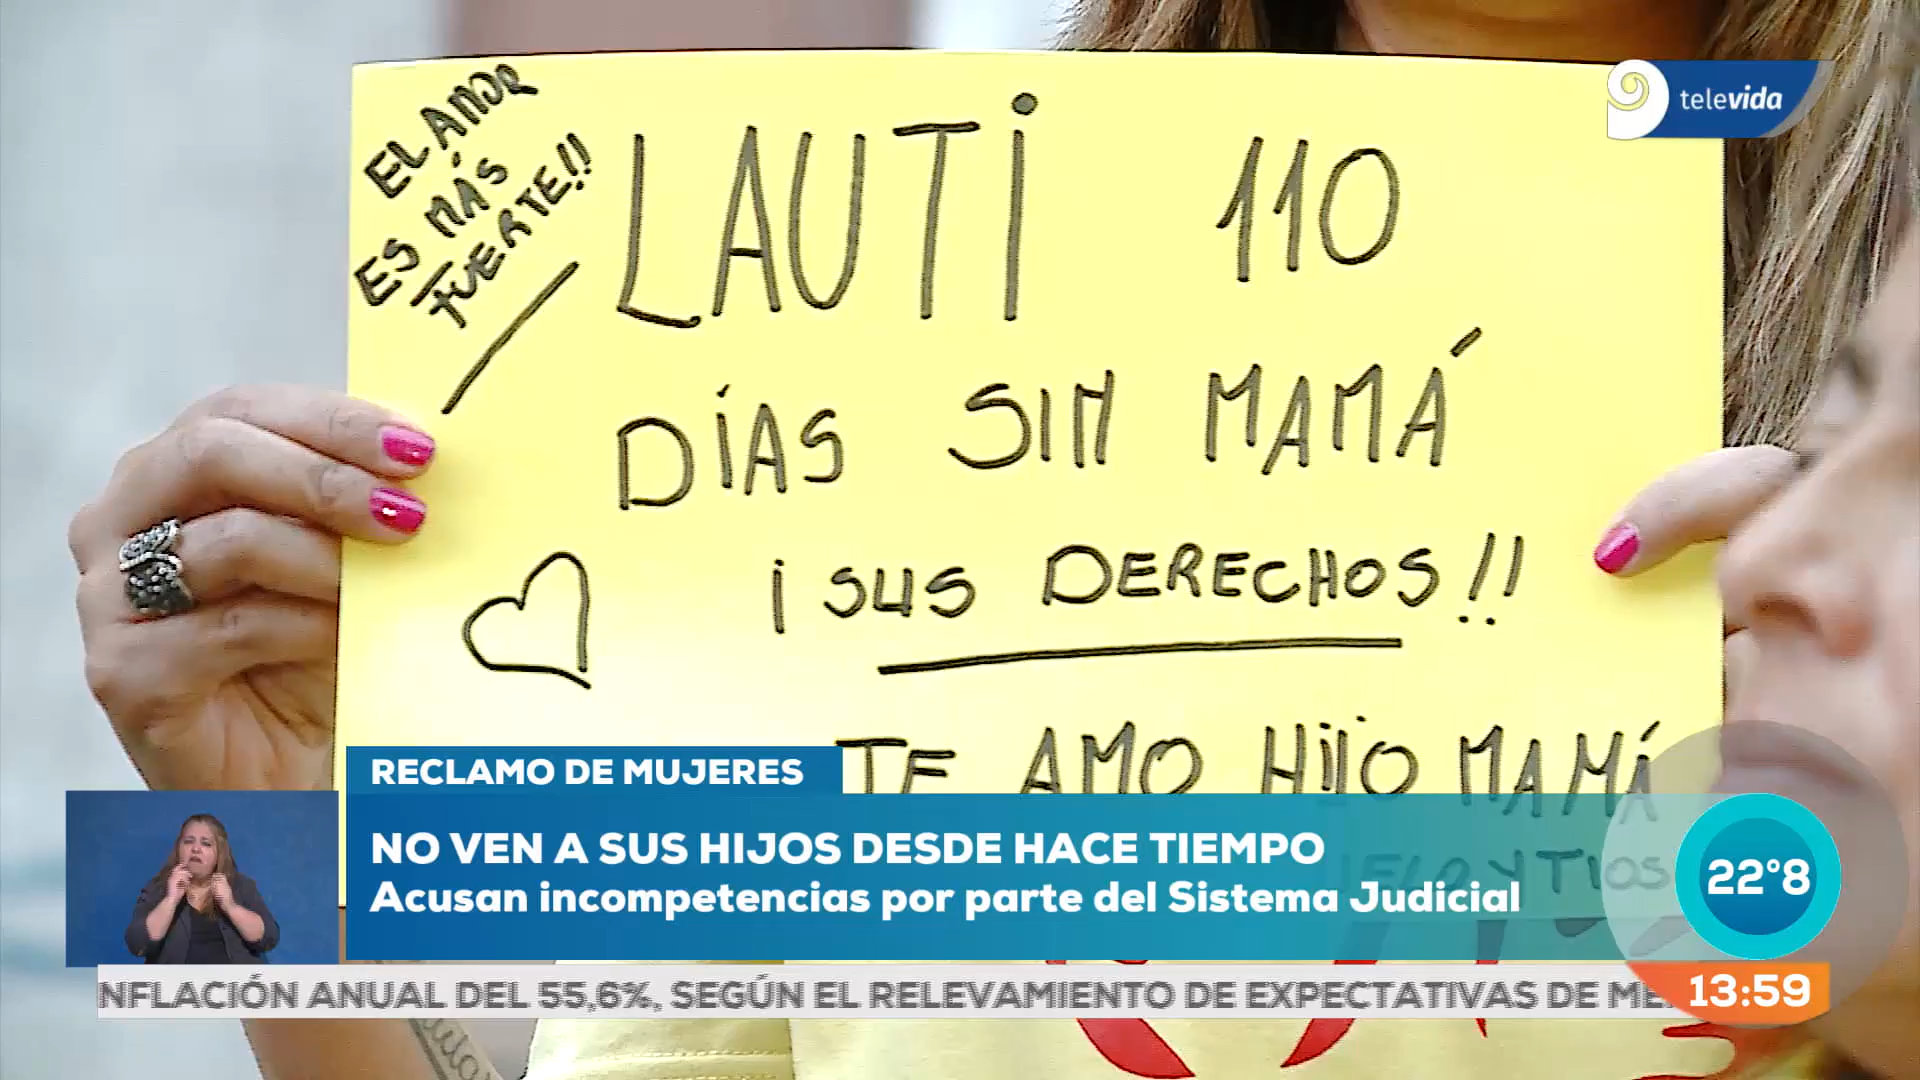 EL AMOR
ES MÁS
FUERTE!!
LAUTI 110
DÍAS SIN MAMÁ
¡SUS DERECHOS!!
TE AMO HIJO MAMÁ
Y TIOS
9 televida
RECLAMO DE MUJERES
NO VEN A SUS HIJOS DESDE HACE TIEMPO
Acusan incompetencias por parte del Sistema Judicial
22°8
NFLACIÓN ANUAL DEL 55,6%, SEGÚN EL RELEVAMIENTO DE EXPECTATIVAS DE ME
13:59